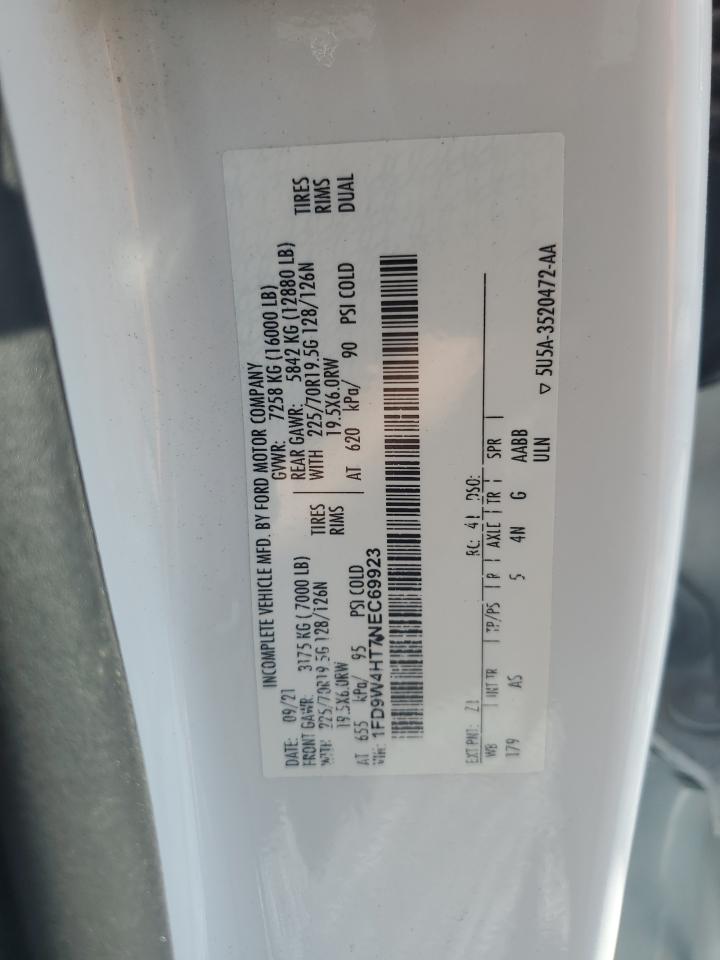 INCOMPLETE VEHICLE MFD. BY FORD MOTOR COMPANY
DATE: 09/21 GVWR: 7258 KG (16000 LB)
FRONT GAWR: 3175 KG ( 7000 LB) REAR GAWR: 5842 KG (12880 LB)
WITH 225/70R19.5G 128/126N TIRES WITH 225/70R19.5G 128/126N TIRES
19.5X6.0RW RIMS 19.5X6.0RW RIMS
AT 655 kPa/ 95 PSI COLD AT 620 kPa/ 90 PSI COLD DUAL
VIN: 1FD9W4HT7NEC69923
EXT PNT: Z1 RC: 41 DSO:
WB INT TR TP/PS R AXLE TR SPR
179 AS 5 4N G AABB
ULN
▽ 5U5A-3520472-AA